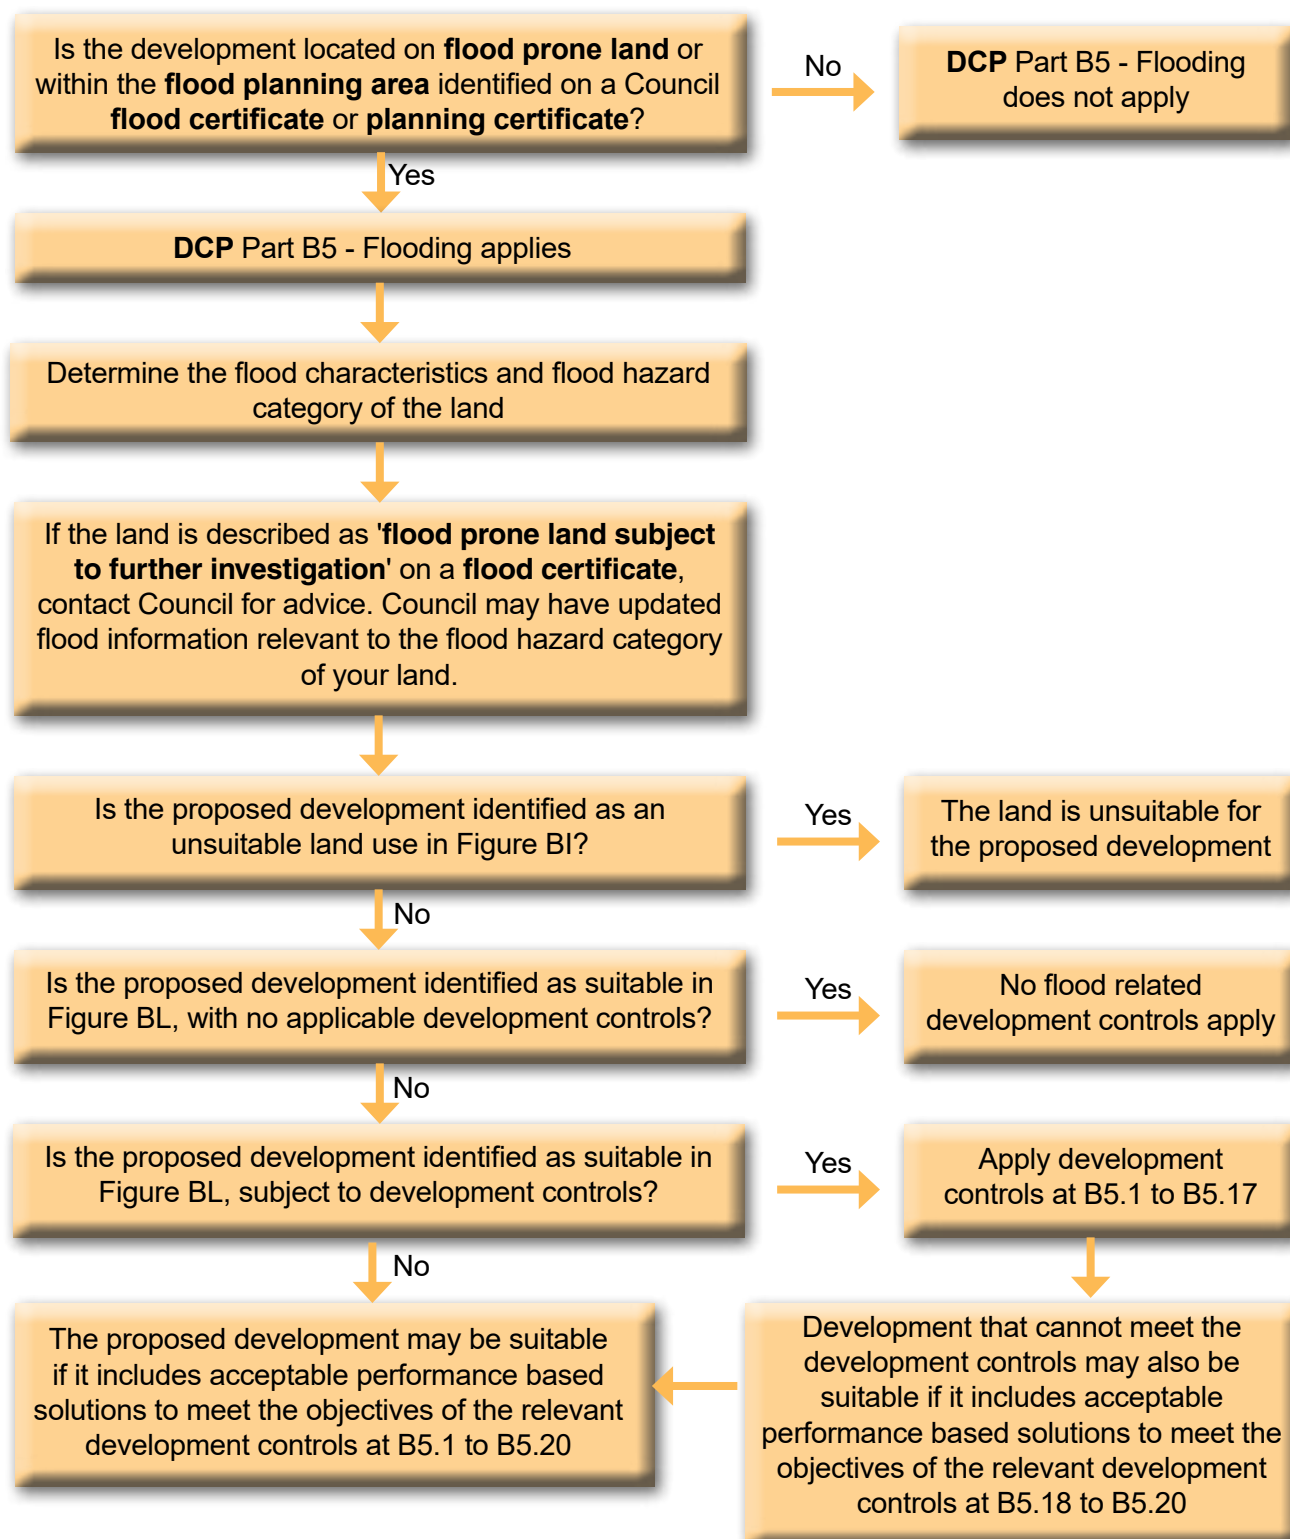 Is the development located on flood prone land or
within the flood planning area identified on a Council
flood certificate or planning certificate?
No
DCP Part B5 - Flooding
does not apply
Yes
DCP Part B5 - Flooding applies
Determine the flood characteristics and flood hazard
category of the land
If the land is described as 'flood prone land subject
to further investigation' on a flood certificate,
contact Council for advice. Council may have updated
flood information relevant to the flood hazard category
of your land.
Is the proposed development identified as an
unsuitable land use in Figure BI?
Yes
The land is unsuitable for
the proposed development
No
Is the proposed development identified as suitable in
Figure BL, with no applicable development controls?
Yes
No flood related
development controls apply
No
Is the proposed development identified as suitable in
Figure BL, subject to development controls?
Yes
Apply development
controls at B5.1 to B5.17
No
The proposed development may be suitable
if it includes acceptable performance based
solutions to meet the objectives of the relevant
development controls at B5.1 to B5.20
Development that cannot meet the
development controls may also be
suitable if it includes acceptable
performance based solutions to meet the
objectives of the relevant development
controls at B5.18 to B5.20